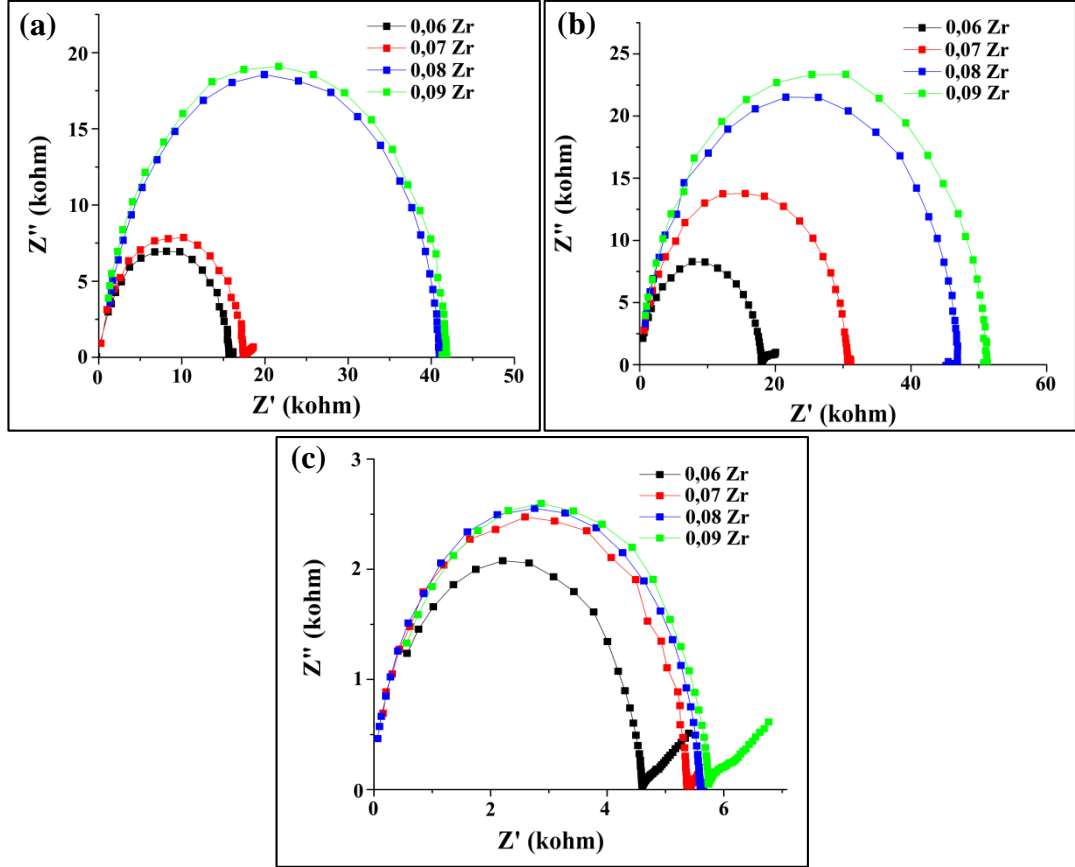 (a)
0,06 Zr
0,07 Zr
0,08 Zr
0,09 Zr
20
15
10
5
0
Z'' (kohm)
0 10 20 30 40 50
Z' (kohm)
(b)
0,06 Zr
0,07 Zr
0,08 Zr
0,09 Zr
25
20
15
10
5
0
Z'' (kohm)
0 20 40 60
Z' (kohm)
(c)
0,06 Zr
0,07 Zr
0,08 Zr
0,09 Zr
3
2
1
0
Z'' (kohm)
0 2 4 6
Z' (kohm)